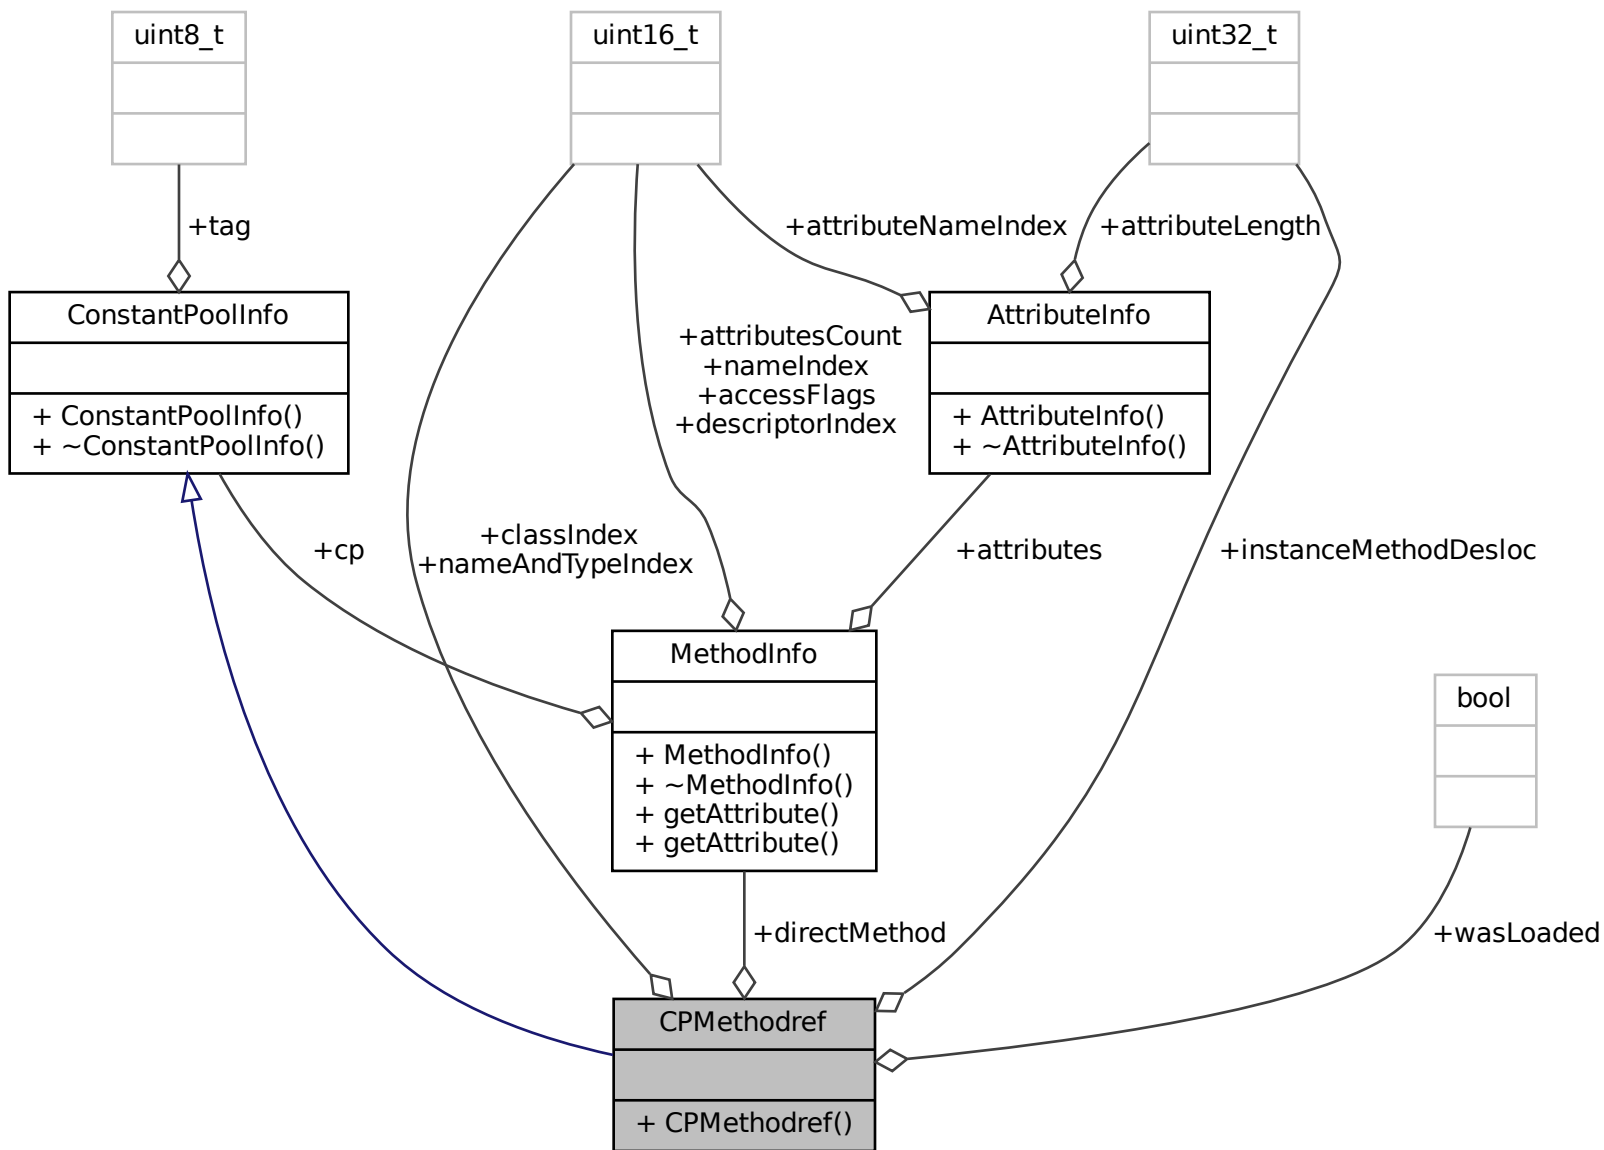 uint8_t
uint16_t
uint32_t
+tag
+attributeNameIndex
+attributeLength
ConstantPoolInfo
+ ConstantPoolInfo()
+ ~ConstantPoolInfo()
+attributesCount
+nameIndex
+accessFlags
+descriptorIndex
AttributeInfo
+ AttributeInfo()
+ ~AttributeInfo()
+cp
+classIndex
+nameAndTypeIndex
+attributes
+instanceMethodDesloc
MethodInfo
+ MethodInfo()
+ ~MethodInfo()
+ getAttribute()
+ getAttribute()
bool
+directMethod
+wasLoaded
CPMethodref
+ CPMethodref()